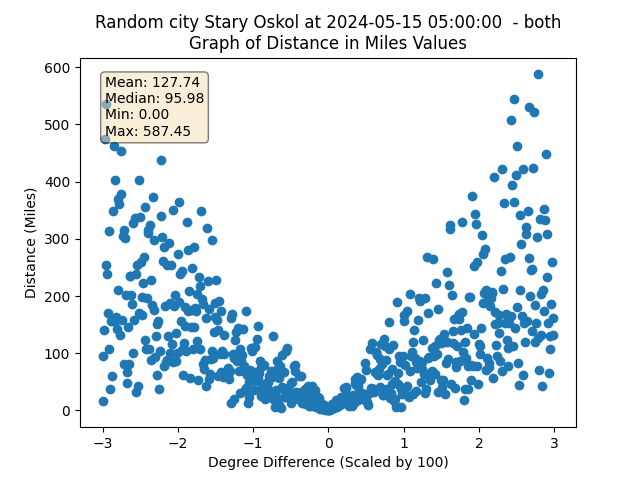 Random city Stary Oskol at 2024-05-15 05:00:00  - both
Graph of Distance in Miles Values
Mean: 127.74
Median: 95.98
Min: 0.00
Max: 587.45
600
500
400
300
200
100
0
Distance (Miles)
−3
−2
−1
0
1
2
3
Degree Difference (Scaled by 100)